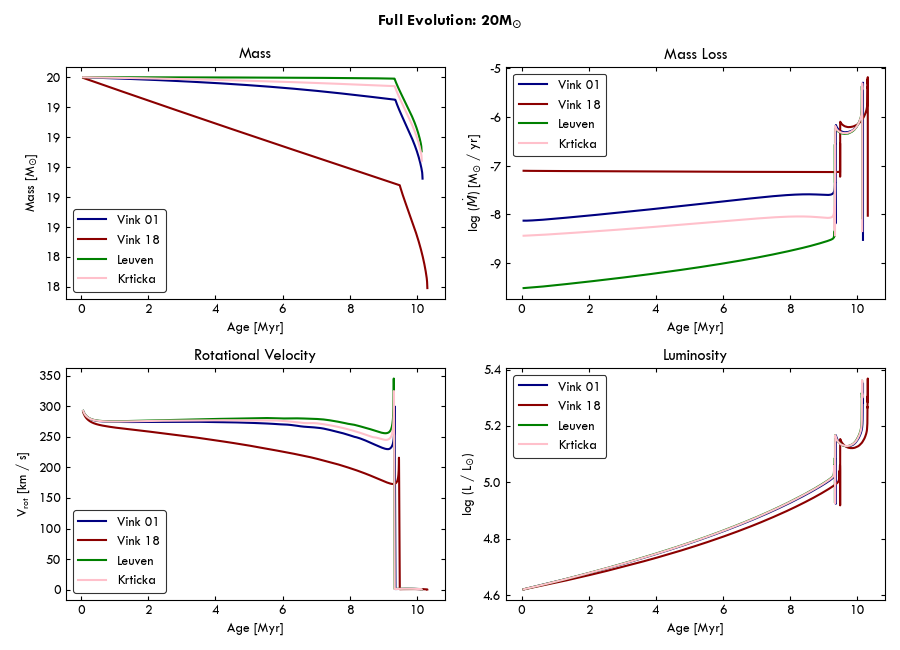 Full Evolution: 20M☉
Mass
Mass [M☉]
20
19
19
19
19
19
18
18
Vink 01
Vink 18
Leuven
Krticka
0
2
4
6
8
10
Age [Myr]
Mass Loss
log (Ṁ) [M☉ / yr]
-5
-6
-7
-8
-9
Vink 01
Vink 18
Leuven
Krticka
0
2
4
6
8
10
Age [Myr]
Rotational Velocity
Vrot [km / s]
350
300
250
200
150
100
50
0
Vink 01
Vink 18
Leuven
Krticka
0
2
4
6
8
10
Age [Myr]
Luminosity
log (L / L☉)
5.4
5.2
5.0
4.8
4.6
Vink 01
Vink 18
Leuven
Krticka
0
2
4
6
8
10
Age [Myr]